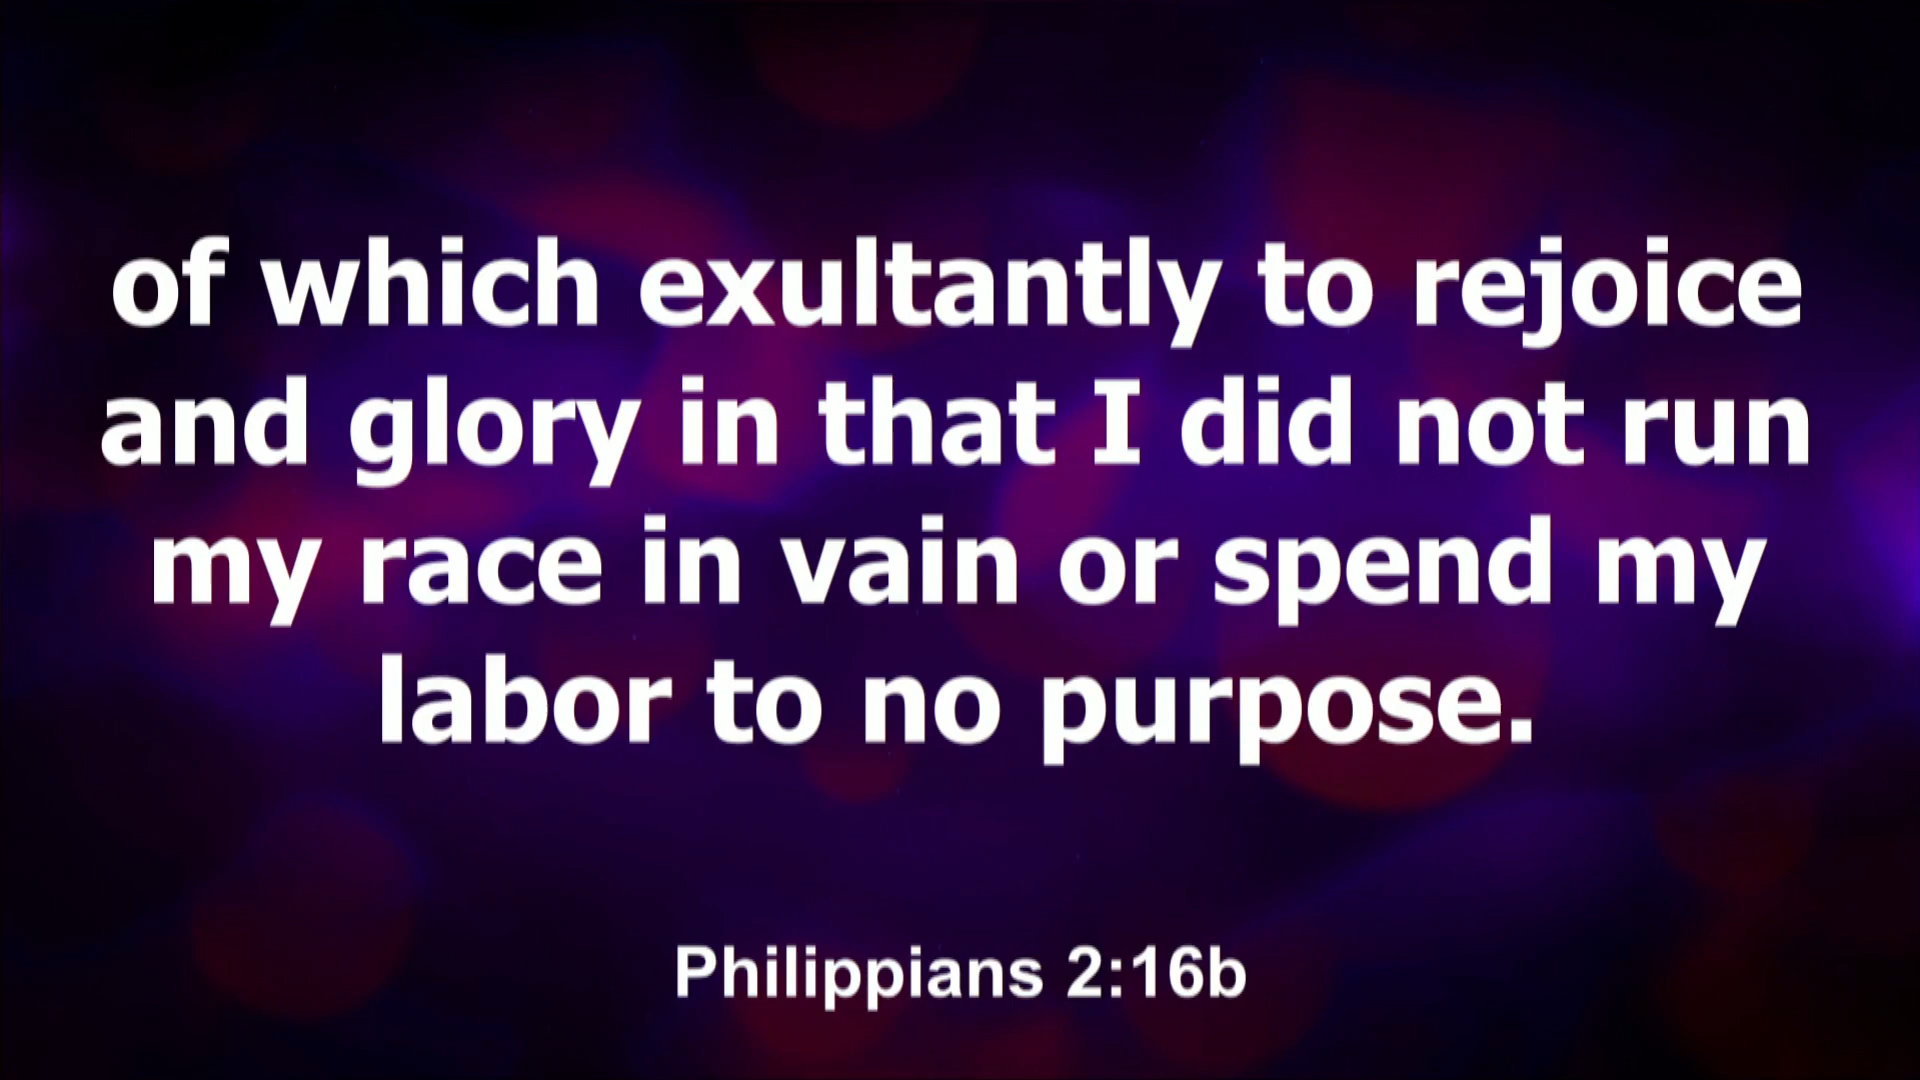 of which exultantly to rejoice
and glory in that I did not run
my race in vain or spend my
labor to no purpose.
Philippians 2:16b